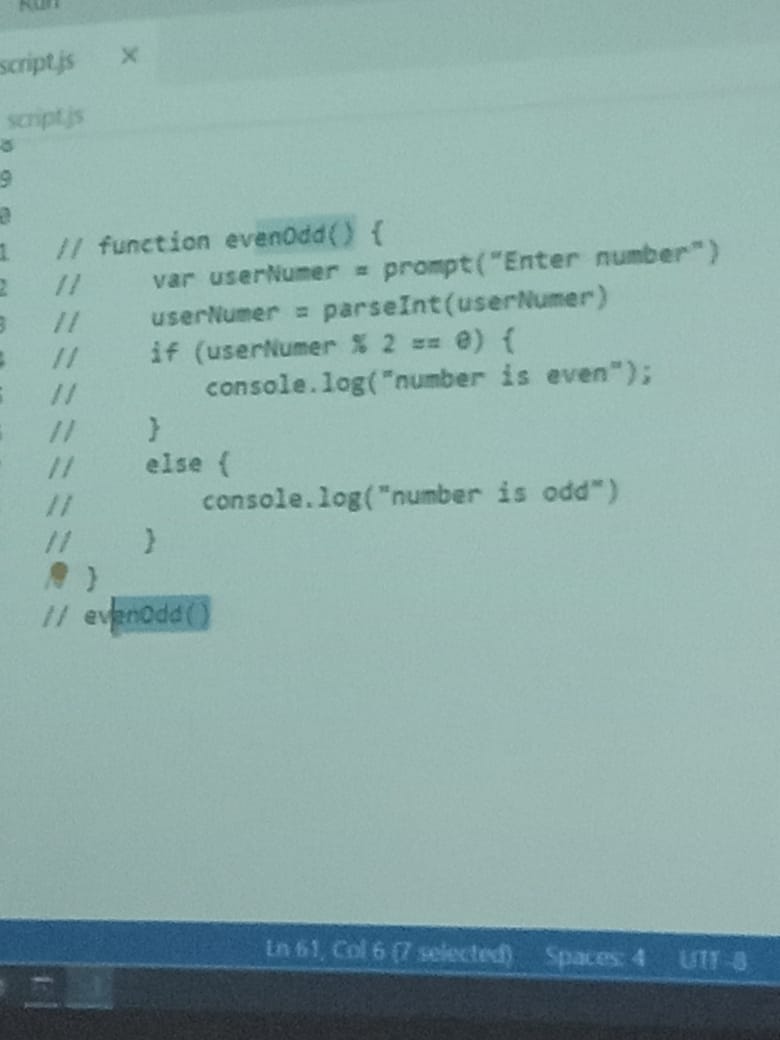 Run
script.js ×
script.js
8
9
0
1 // function evenOdd() {
2 //     var userNumer = prompt("Enter number")
3 //     userNumer = parseInt(userNumer)
//     if (userNumer % 2 == 0) {
//         console.log("number is even");
//     }
//     else {
//         console.log("number is odd")
//     }
}
// evenOdd()
Ln 61, Col 6 (7 selected) Spaces: 4 UTF-8